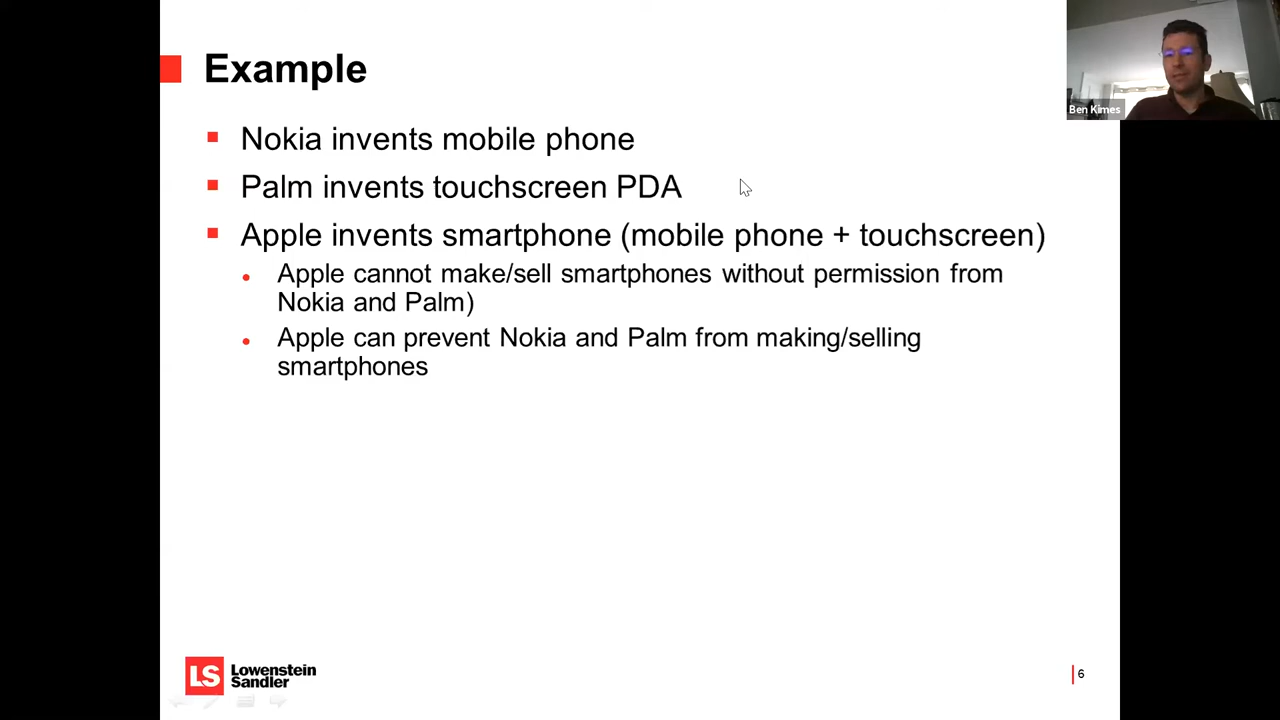 Example
Nokia invents mobile phone
Palm invents touchscreen PDA
Apple invents smartphone (mobile phone + touchscreen)
Apple cannot make/sell smartphones without permission from
Nokia and Palm)
Apple can prevent Nokia and Palm from making/selling
smartphones
Ben Kimes
LS Lowenstein
Sandler
6